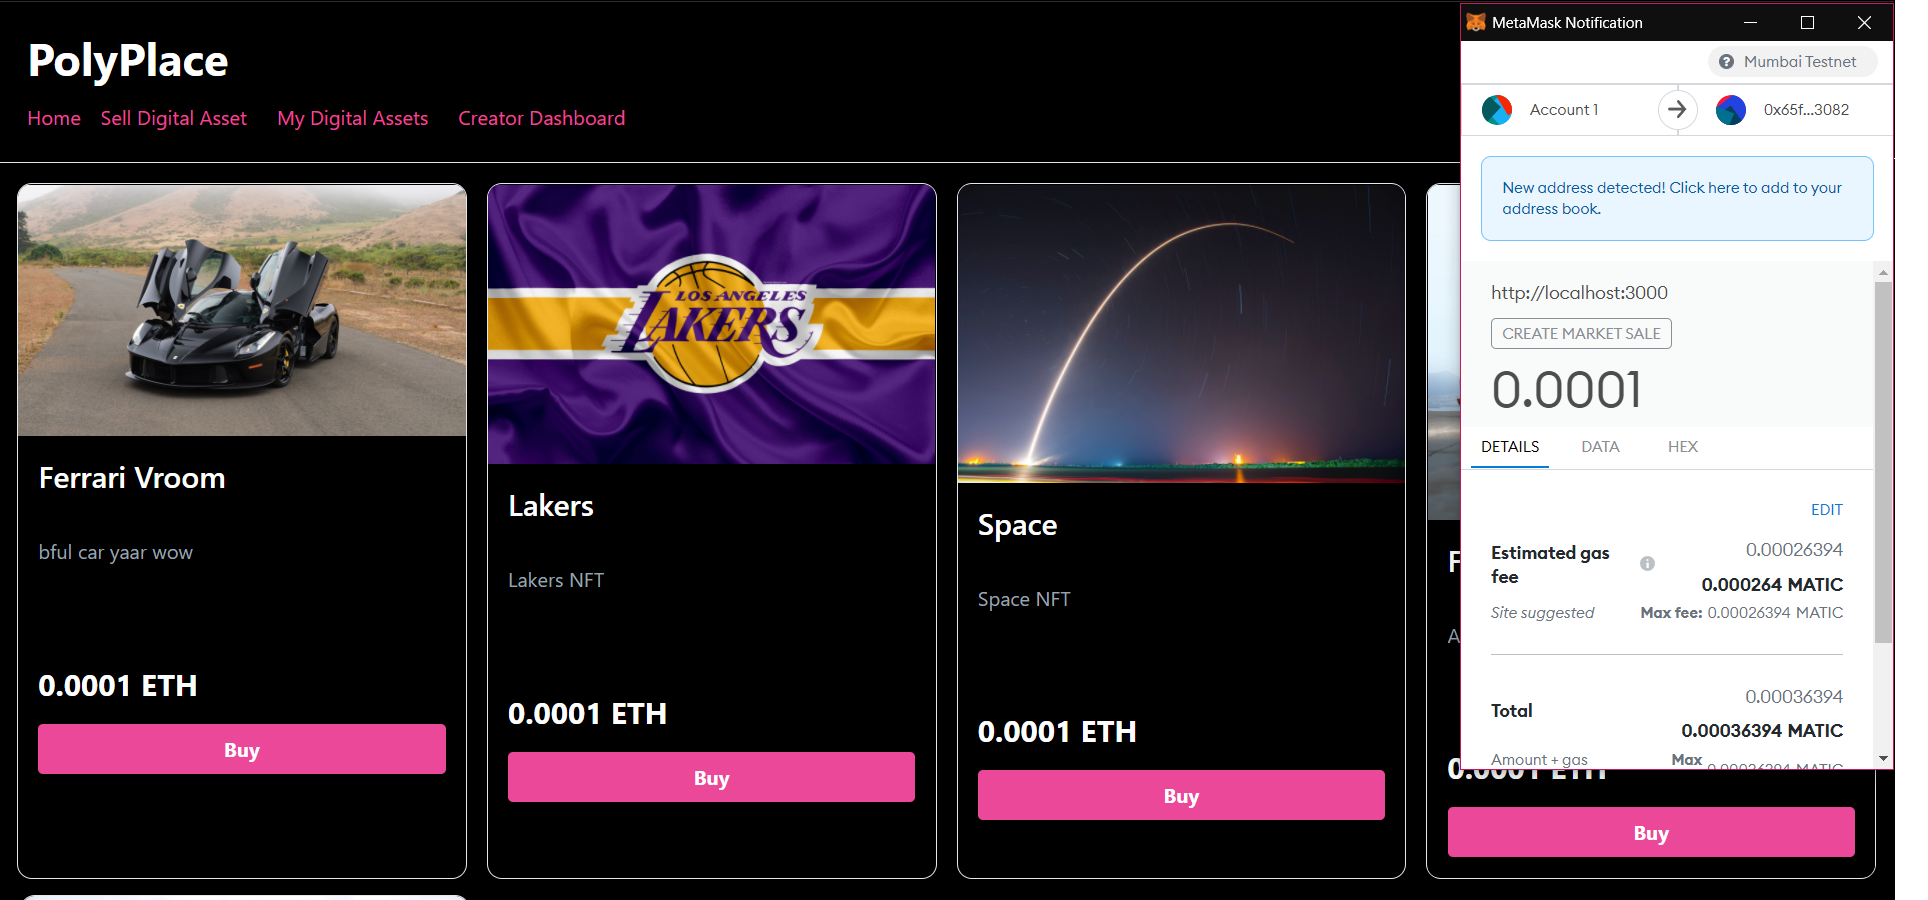 PolyPlace
Home Sell Digital Asset My Digital Assets Creator Dashboard
LOS ANGELES
LAKERS
Ferrari Vroom
bful car yaar wow
0.0001 ETH
Buy
Lakers
Lakers NFT
0.0001 ETH
Buy
Space
Space NFT
0.0001 ETH
Buy
F
A
0.0001 ETH
Buy
MetaMask Notification
Mumbai Testnet
Account 1
0x65f...3082
New address detected! Click here to add to your
address book.
http://localhost:3000
CREATE MARKET SALE
0.0001
DETAILS DATA HEX
EDIT
Estimated gas
fee
0.00026394
0.000264 MATIC
Site suggested
Max fee: 0.00026394 MATIC
Total
0.00036394
0.00036394 MATIC
Amount + gas
Max
0.00036394 MATIC